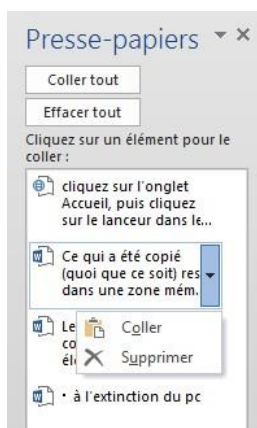 Presse-papiers
Coller tout
Effacer tout
Cliquez sur un élément pour le
coller :
cliquez sur l'onglet
Accueil, puis cliquez
sur le lanceur dans le...
Ce qui a été copié
(quoi que ce soit) res
dans une zone mém.
Le
Coller
co
Supprimer
élé
• à l'extinction du pc